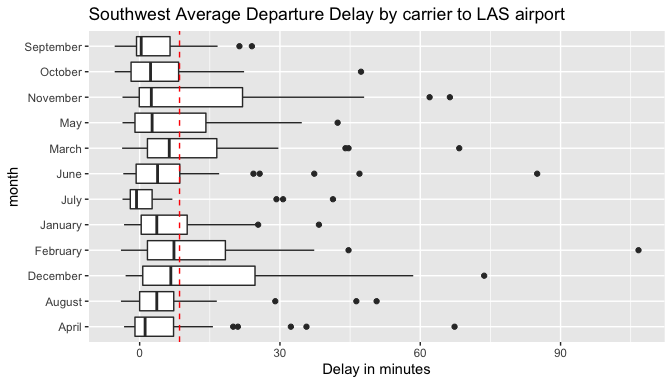 Southwest Average Departure Delay by carrier to LAS airport
month
September
October
November
May
March
June
July
January
February
December
August
April
0 30 60 90
Delay in minutes